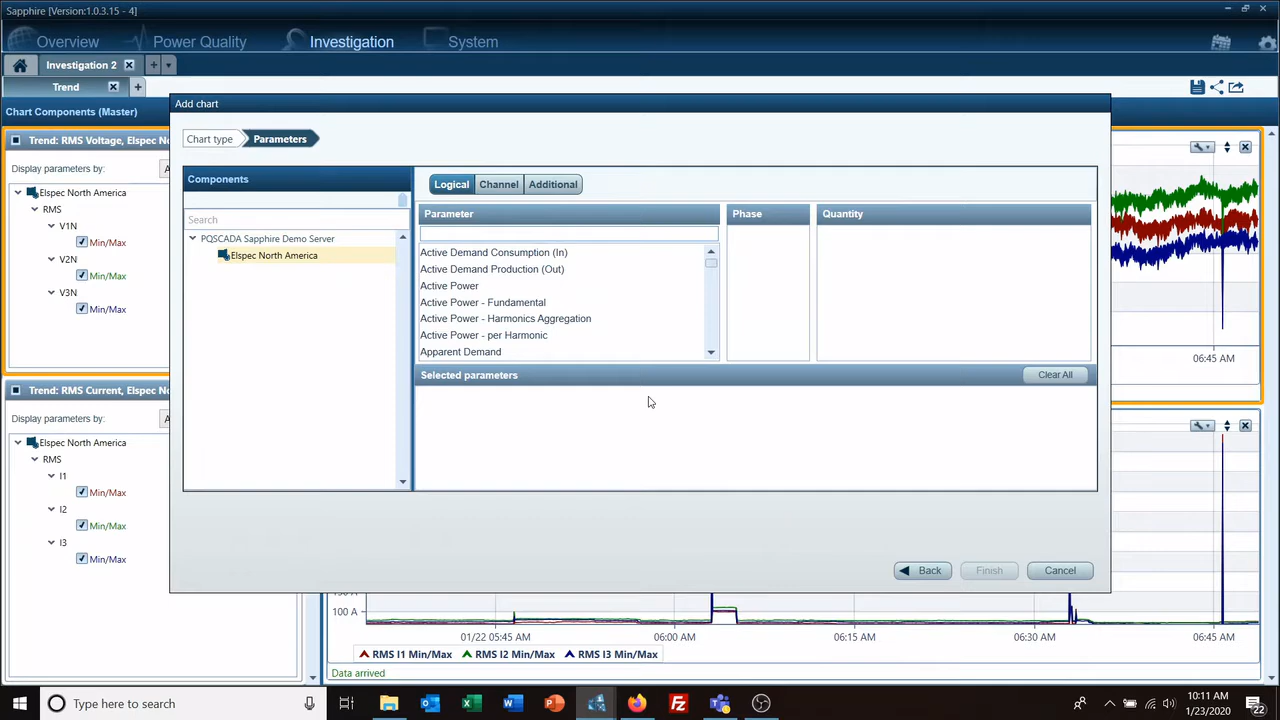 Sapphire [Version:1.0.3.15 - 4]
Overview
Power Quality
Investigation
System
Investigation 2
Trend
Chart Components (Master)
Add chart
Chart type
Parameters
Trend: RMS Voltage, Elspec No
Display parameters by:
Elspec North America
RMS
V1N
Min/Max
V2N
Min/Max
V3N
Min/Max
Trend: RMS Current, Elspec No
Display parameters by:
Elspec North America
RMS
I1
Min/Max
I2
Min/Max
I3
Min/Max
Components
Search
PQSCADA Sapphire Demo Server
Elspec North America
Logical
Channel
Additional
Parameter
Phase
Quantity
Active Demand Consumption (In)
Active Demand Production (Out)
Active Power
Active Power - Fundamental
Active Power - Harmonics Aggregation
Active Power - per Harmonic
Apparent Demand
Selected parameters
Clear All
Back
Finish
Cancel
06:45 AM
100 A
01/22 05:45 AM
06:00 AM
06:15 AM
06:30 AM
06:45 AM
RMS I1 Min/Max
RMS I2 Min/Max
RMS I3 Min/Max
Data arrived
Type here to search
10:11 AM
1/23/2020
22